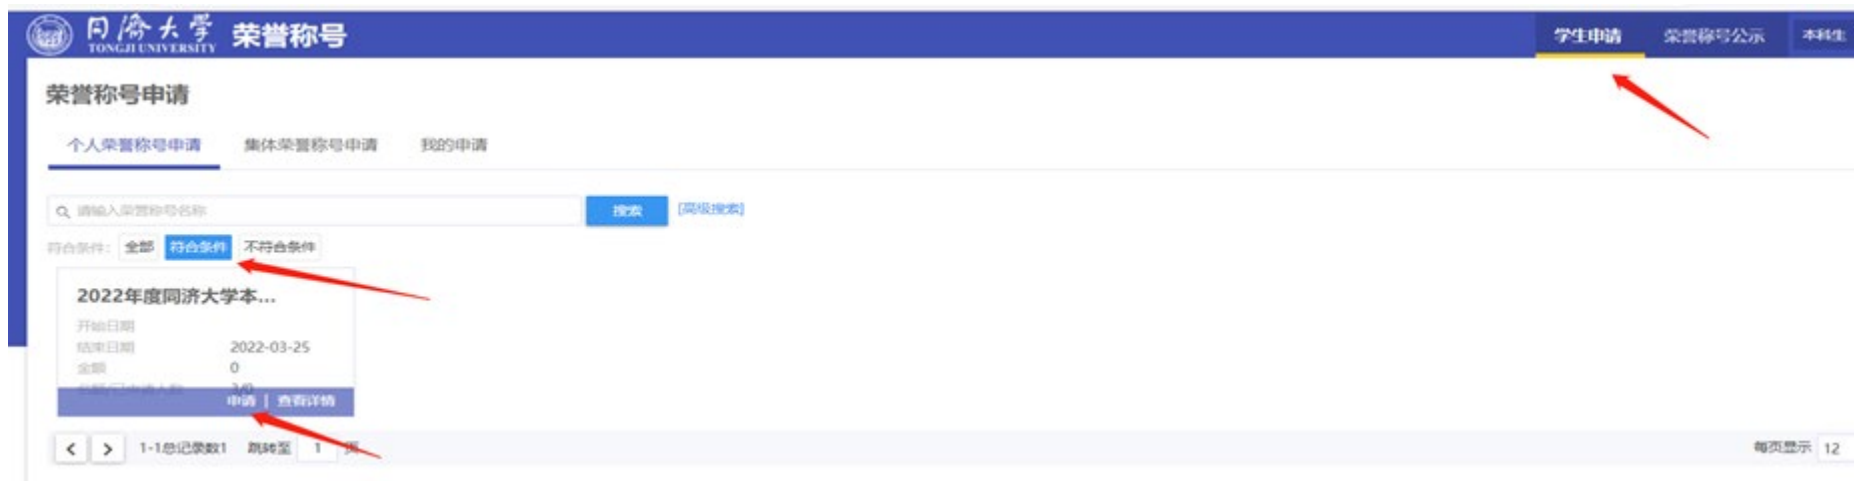 同济大学 荣誉称号 学生申请 荣誉称号公示 本科生
TONGJI UNIVERSITY
荣誉称号申请
个人荣誉称号申请 集体荣誉称号申请 我的申请
请输入荣誉称号名称 搜索 [高级搜索]
符合条件: 全部 符合条件 不符合条件
2022年度同济大学本...
开始日期
结束日期 2022-03-25
金额 0
3/0
申请 | 查看详情
< > 1-1总记录数1 跳转至 1 页 每页显示 12